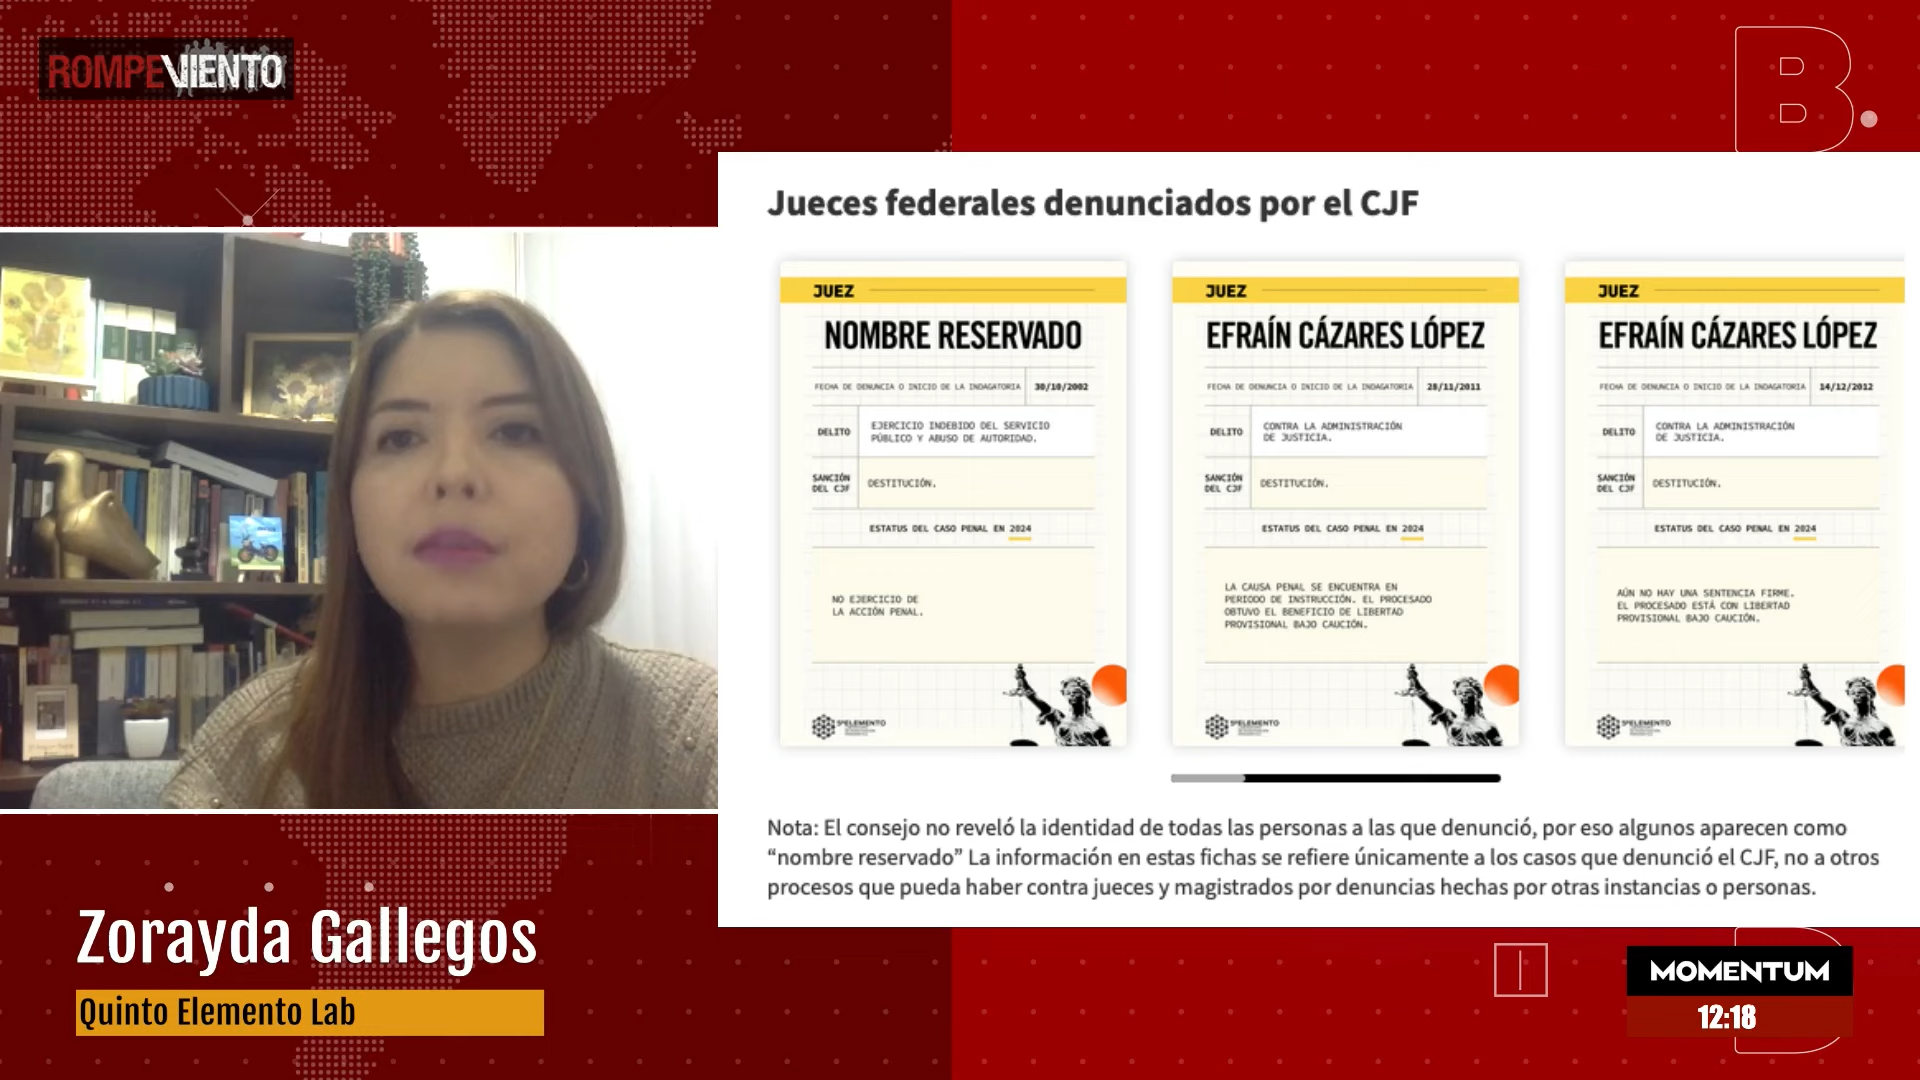 ROMPEVIENTO
B.
Jueces federales denunciados por el CJF
JUEZ
NOMBRE RESERVADO
FECHA DE DENUNCIA O INICIO DE LA INDAGATORIA 30/10/2002
DELITO
EJERCICIO INDEBIDO DEL SERVICIO
PÚBLICO Y ABUSO DE AUTORIDAD.
SANCIÓN
DEL CJF
DESTITUCIÓN.
ESTATUS DEL CASO PENAL EN 2024
NO EJERCICIO DE
LA ACCIÓN PENAL.
5ºELEMENTO
JUEZ
EFRAÍN CÁZARES LÓPEZ
FECHA DE DENUNCIA O INICIO DE LA INDAGATORIA 28/11/2011
DELITO
CONTRA LA ADMINISTRACIÓN
DE JUSTICIA.
SANCIÓN
DEL CJF
DESTITUCIÓN.
ESTATUS DEL CASO PENAL EN 2024
LA CAUSA PENAL SE ENCUENTRA EN
PERIODO DE INSTRUCCIÓN. EL PROCESADO
OBTUVO EL BENEFICIO DE LIBERTAD
PROVISIONAL BAJO CAUCIÓN.
5ºELEMENTO
JUEZ
EFRAÍN CÁZARES LÓPEZ
FECHA DE DENUNCIA O INICIO DE LA INDAGATORIA 14/12/2012
DELITO
CONTRA LA ADMINISTRACIÓN
DE JUSTICIA.
SANCIÓN
DEL CJF
DESTITUCIÓN.
ESTATUS DEL CASO PENAL EN 2024
AÚN NO HAY UNA SENTENCIA FIRME.
EL PROCESADO ESTÁ CON LIBERTAD
PROVISIONAL BAJO CAUCIÓN.
5ºELEMENTO
Nota: El consejo no reveló la identidad de todas las personas a las que denunció, por eso algunos aparecen como
“nombre reservado” La información en estas fichas se refiere únicamente a los casos que denunció el CJF, no a otros
procesos que pueda haber contra jueces y magistrados por denuncias hechas por otras instancias o personas.
Zorayda Gallegos
Quinto Elemento Lab
MOMENTUM
12:18